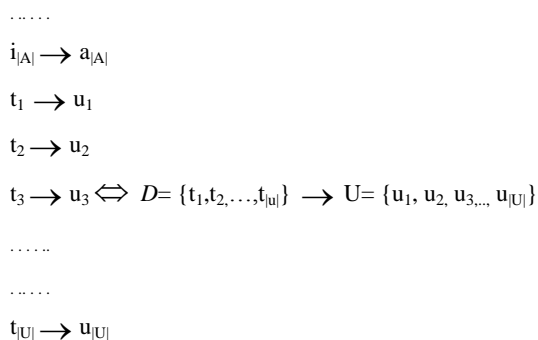 ......
i|A| → a|A|
t1 → u1
t2 → u2
t3 → u3 ⇔ D= {t1,t2,…,t|u|} → U= {u1, u2, u3,.., u|U|}
......
......
t|U| → u|U|